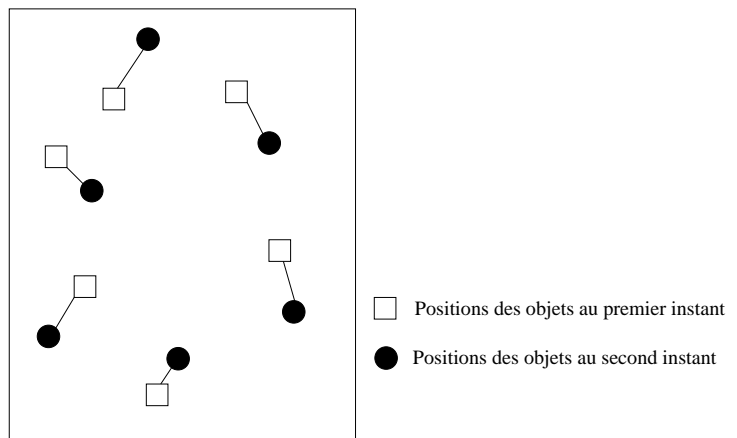 Positions des objets au premier instant
Positions des objets au second instant